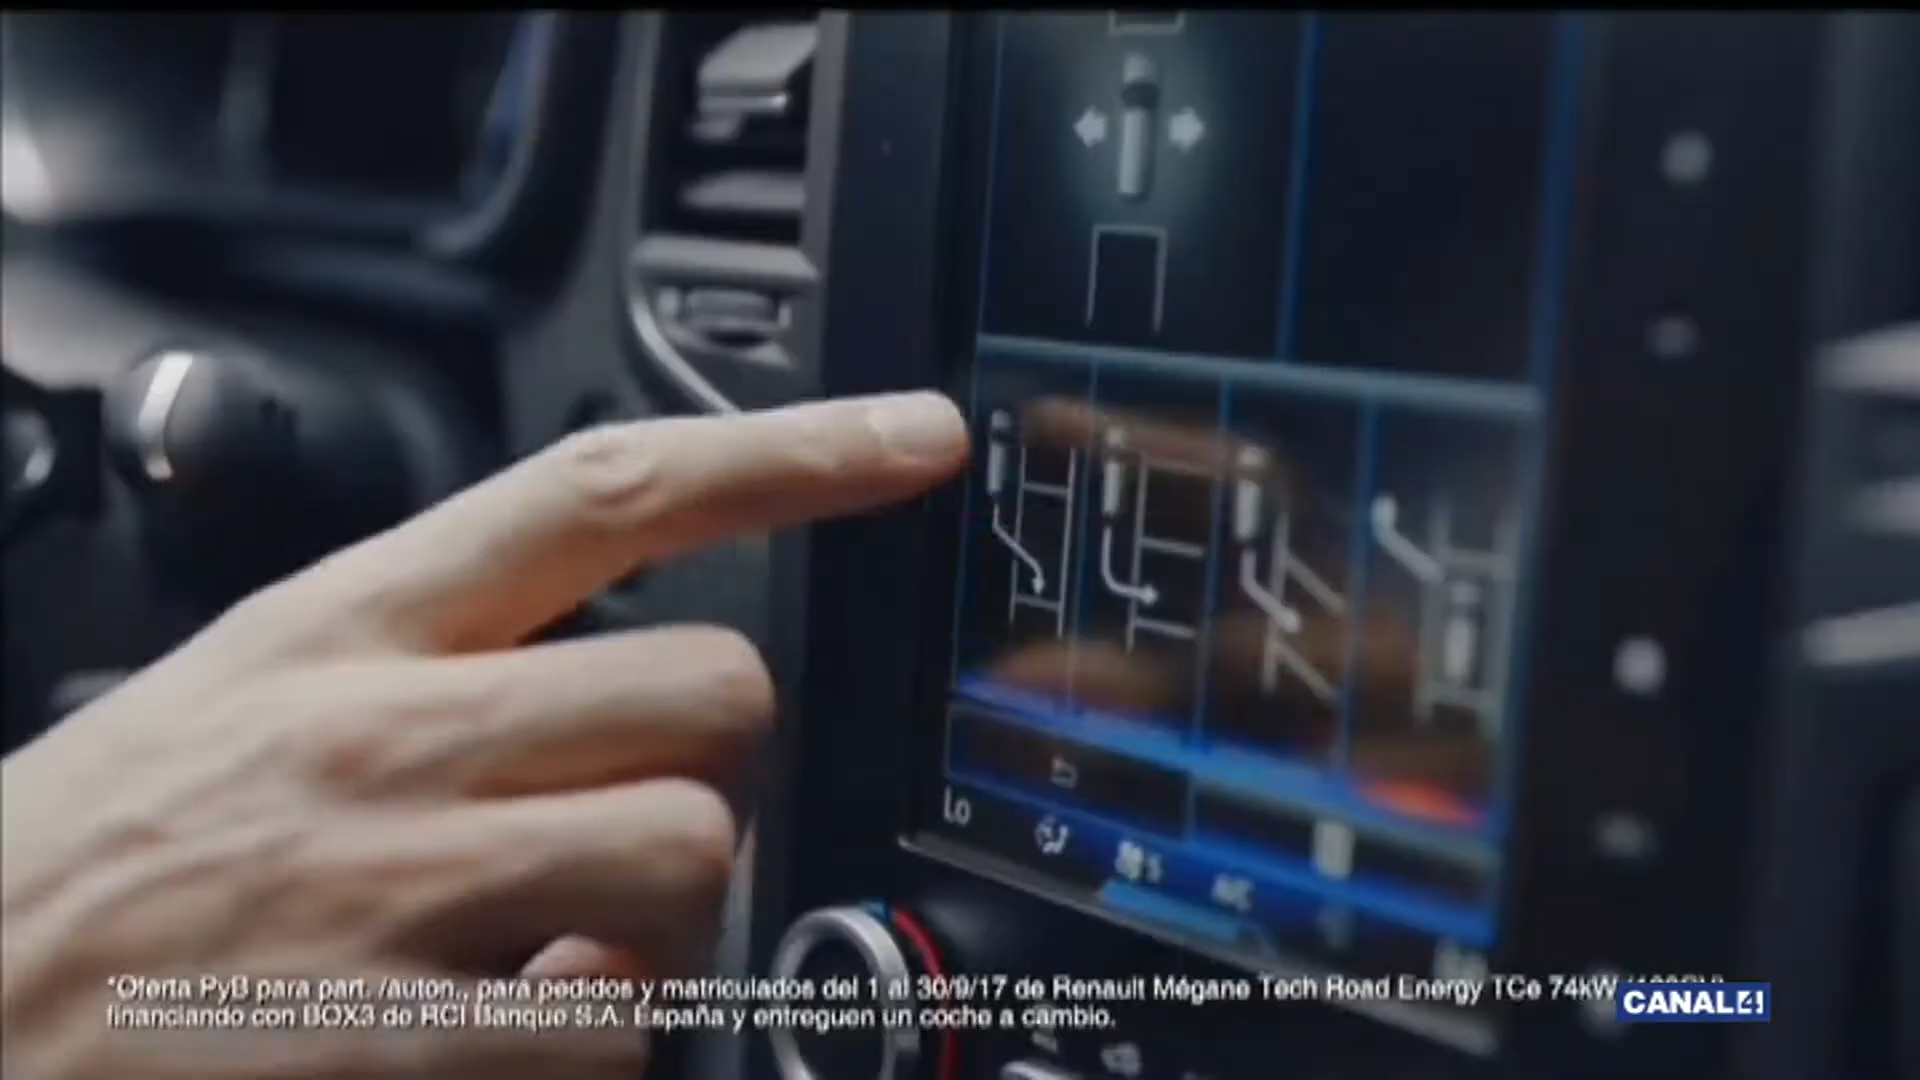 Lo
*Oferta PyB para part. /auton., para pedidos y matriculados del 1 al 30/9/17 de Renault Mégane Tech Road Energy TCe 74kW
financiando con BOX3 de RCI Banque S.A. España y entreguen un coche a cambio.
CANAL4